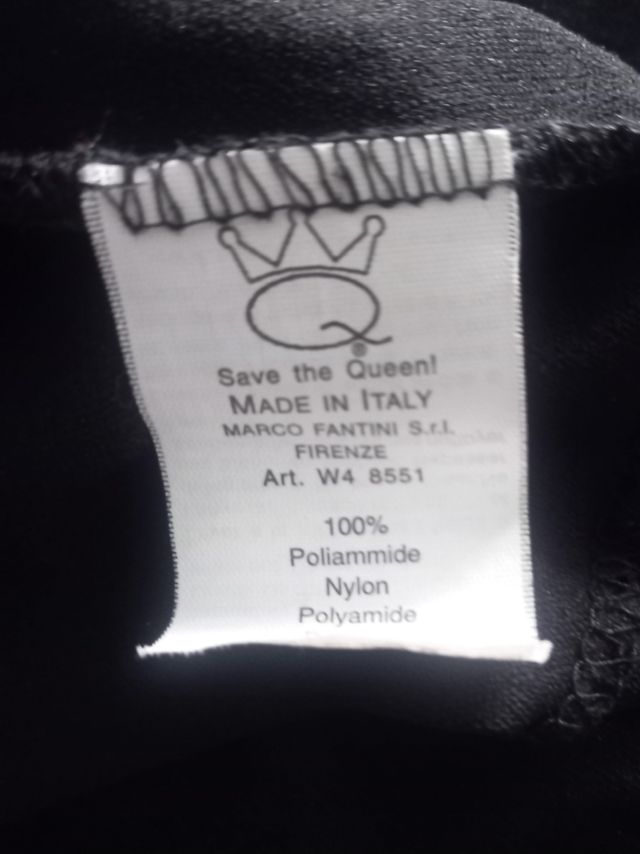 Q®
Save the Queen!
MADE IN ITALY
MARCO FANTINI S.r.l.
FIRENZE
Art. W4 8551
100%
Poliammide
Nylon
Polyamide